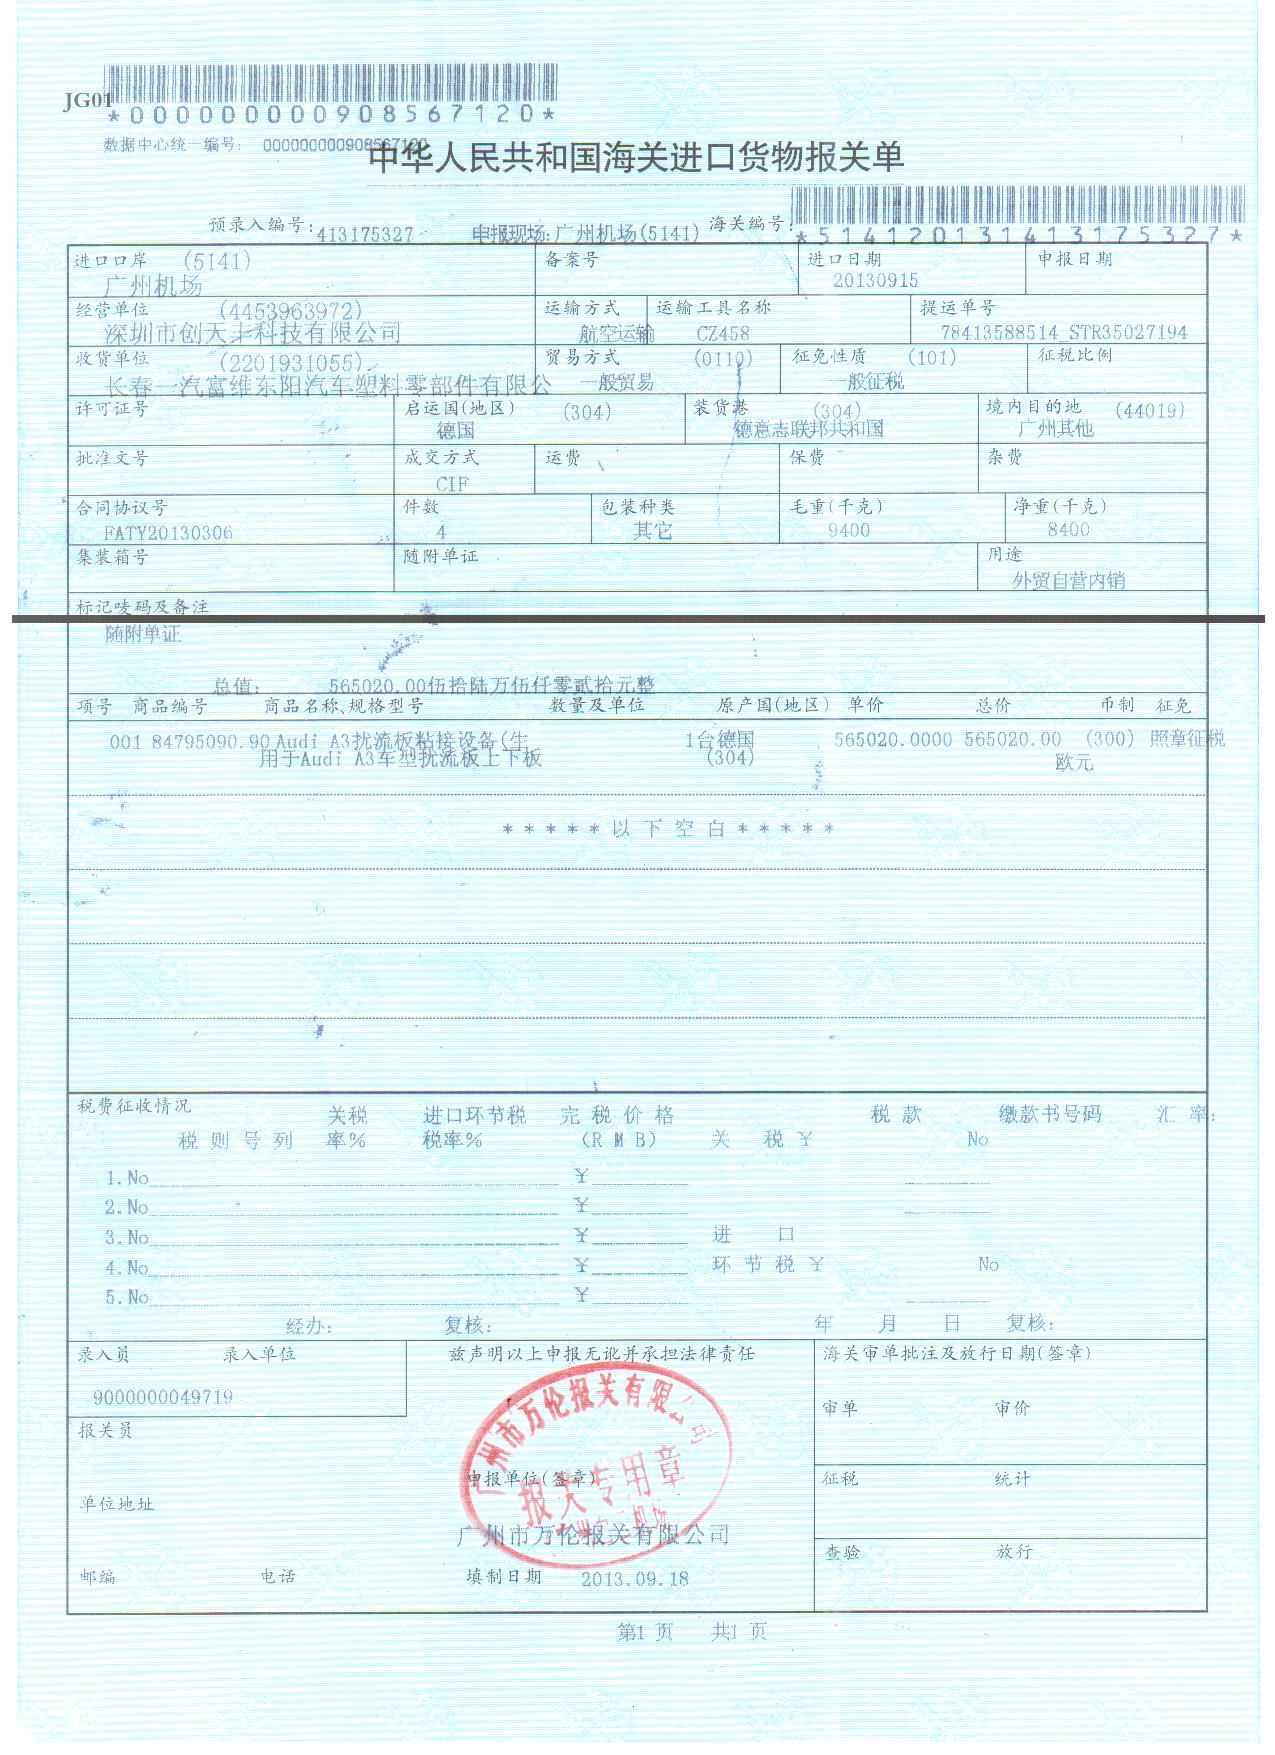 JG01
*000000000908567120*
数据中心统一编号: 000000000908567120
中华人民共和国海关进口货物报关单
预录入编号: 413175327 申报现场:广州机场(5141) 海关编号: *514120131413175327*
进口口岸 (5141) 备案号 进口日期 申报日期
广州机场 20130915
经营单位 (4453963972) 运输方式 运输工具名称 提运单号
深圳市创天丰科技有限公司 航空运输 CZ458 78413588514_STR35027194
收货单位 (2201931055) 贸易方式 (0110) 征免性质 (101) 征税比例
长春一汽富维东阳汽车塑料零部件有限公 一般贸易 一般征税
许可证号 启运国(地区) (304) 装货港 (304) 境内目的地 (44019)
德国 德意志联邦共和国 广州其他
批准文号 成交方式 运费 保费 杂费
CIF
合同协议号 件数 包装种类 毛重(千克) 净重(千克)
FATY20130306 4 其它 9400 8400
集装箱号 随附单证 用途
外贸自营内销
标记唛码及备注
随附单证
总值: 565020.00伍拾陆万伍仟零贰拾元整
项号 商品编号 商品名称、规格型号 数量及单位 原产国(地区) 单价 总价 币制 征免
001 84795090.90 Audi A3扰流板粘接设备(生 1台德国 565020.0000 565020.00 (300) 照章征税
用于Audi A3车型扰流板上下板 (304) 欧元
*****以下空白*****
税费征收情况 关税 进口环节税 完税价格 税款 缴款书号码 汇率:
税则号列 率% 税率% (RMB) 关 税￥ No
1.No ￥
2.No ￥
3.No ￥ 进 口
4.No ￥ 环节税￥ No
5.No ￥
经办: 复核: 年 月 日 复核:
录入员 录入单位 兹声明以上申报无讹并承担法律责任 海关审单批注及放行日期(签章)
9000000049719
审单 审价
报关员
广州市万伦报关有限公司
报关专用章
申报单位(签章) 征税 统计
单位地址
广州市万伦报关有限公司
查验 放行
邮编 电话 填制日期 2013.09.18
第1 页 共1 页